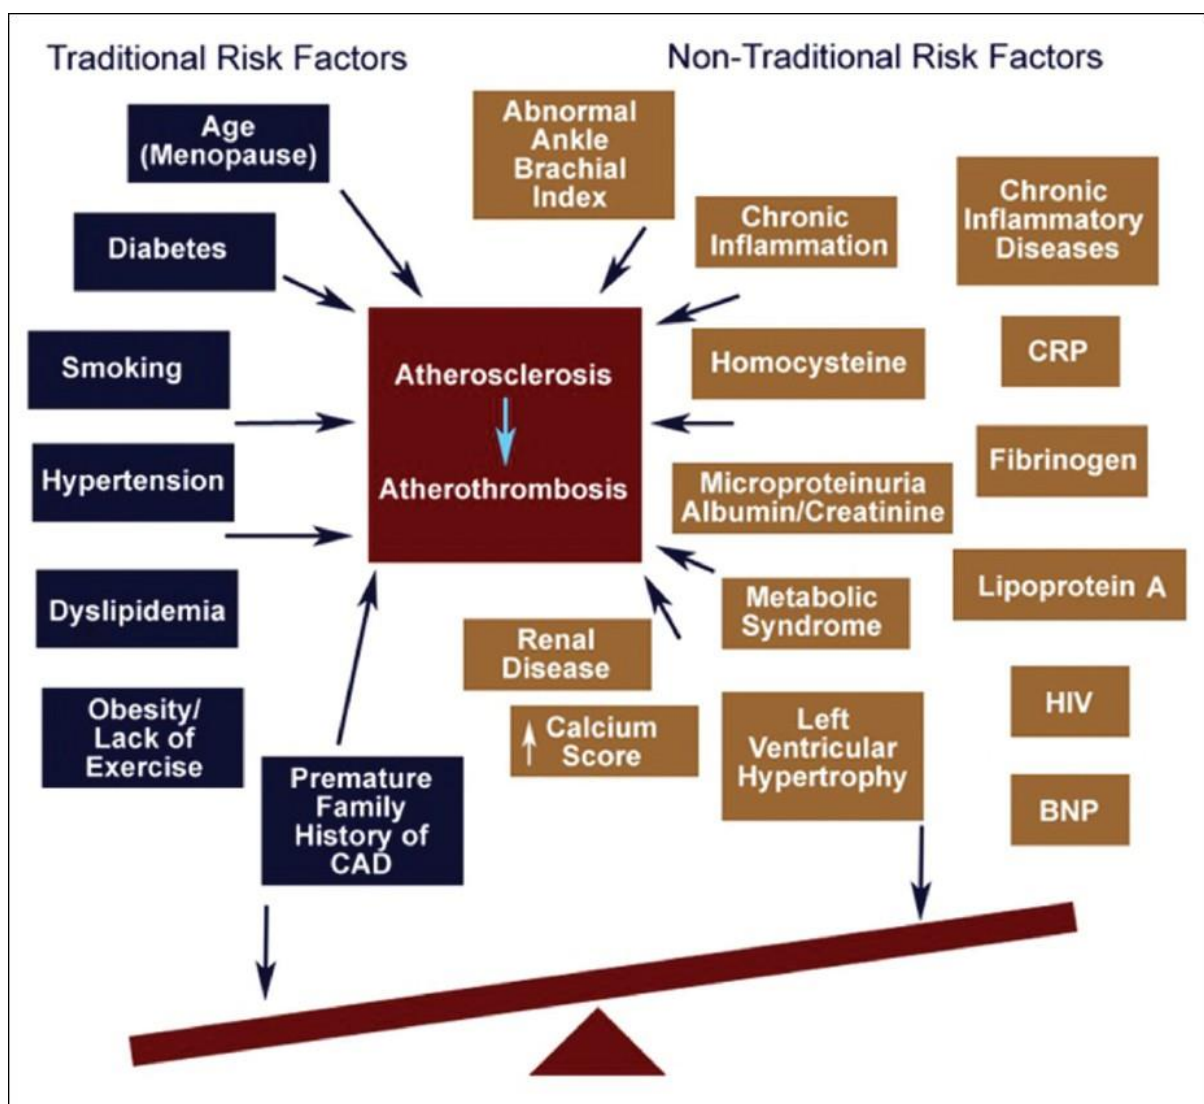 Traditional Risk Factors
Non-Traditional Risk Factors
Age
(Menopause)
Diabetes
Smoking
Hypertension
Dyslipidemia
Obesity/
Lack of
Exercise
Premature
Family
History of
CAD
Atherosclerosis
Atherothrombosis
Abnormal
Ankle
Brachial
Index
Chronic
Inflammation
Homocysteine
Microproteinuria
Albumin/Creatinine
Metabolic
Syndrome
Renal
Disease
Calcium
Score
Left
Ventricular
Hypertrophy
Chronic
Inflammatory
Diseases
CRP
Fibrinogen
Lipoprotein A
HIV
BNP